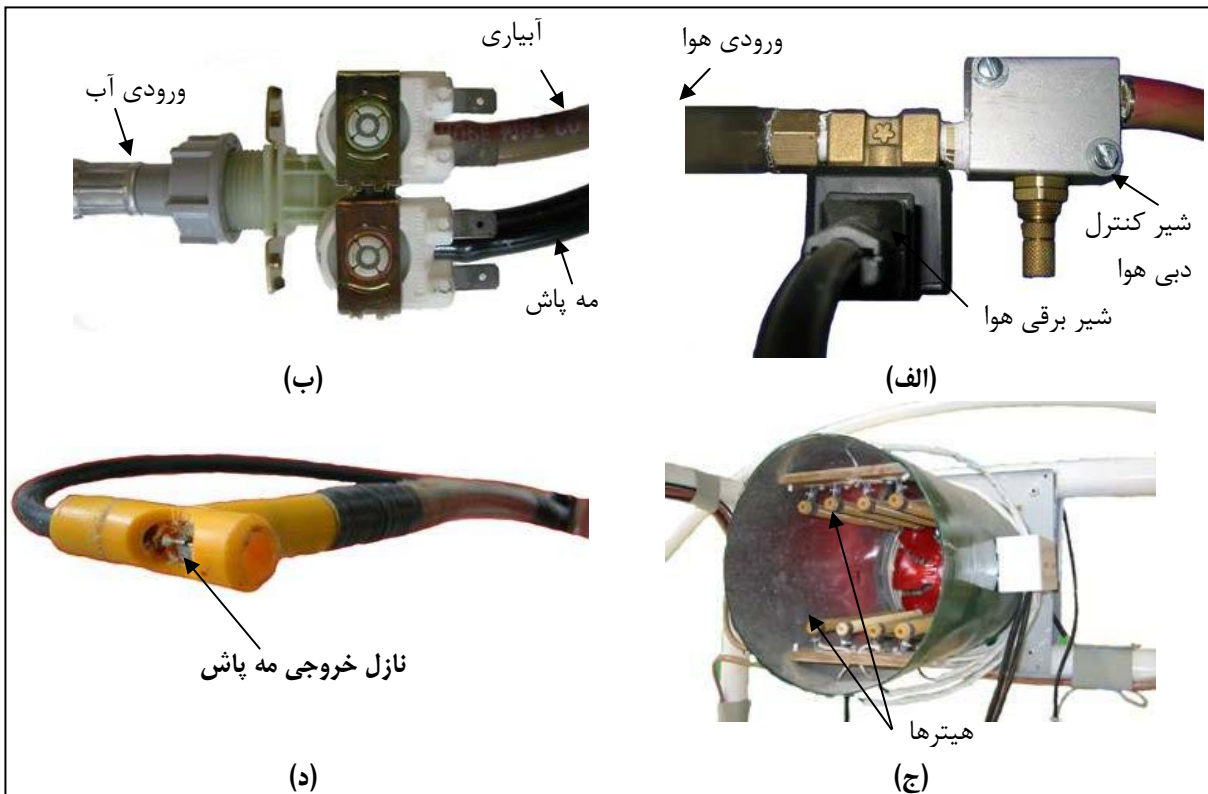 ورودی هوا
شیر کنترل
دبی هوا
شیر برقی هوا
(الف)
آبیاری
ورودی آب
مه پاش
(ب)
هیترها
(ج)
نازل خروجی مه پاش
(د)